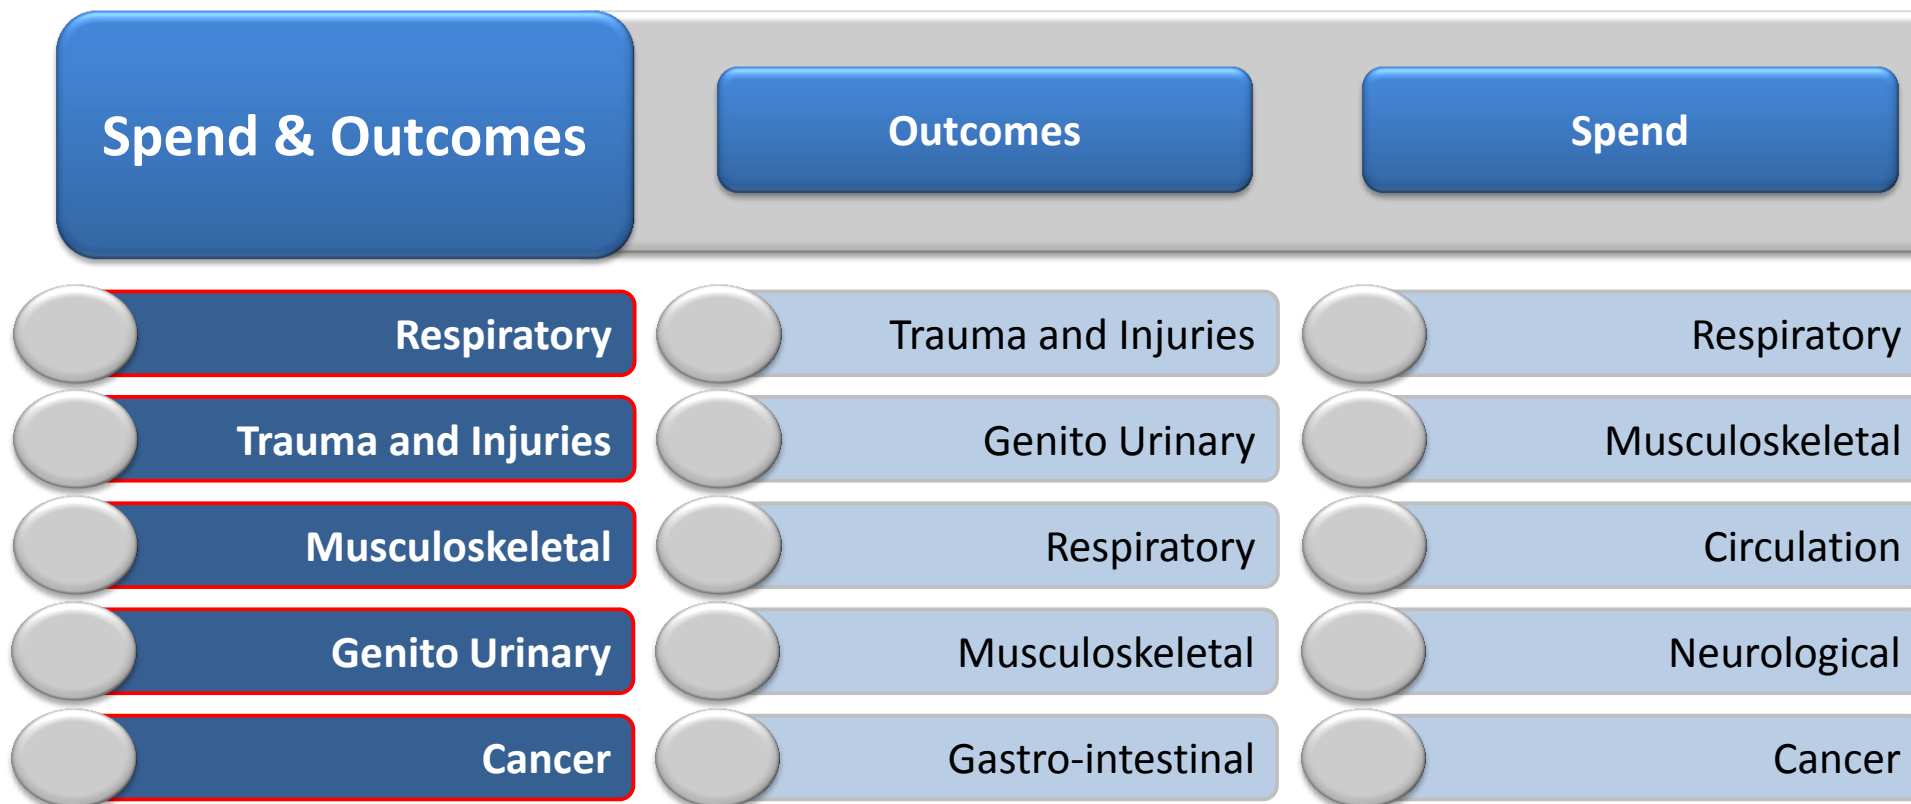 Spend & Outcomes
Outcomes
Spend
Respiratory
Trauma and Injuries
Respiratory
Trauma and Injuries
Genito Urinary
Musculoskeletal
Musculoskeletal
Respiratory
Circulation
Genito Urinary
Musculoskeletal
Neurological
Cancer
Gastro-intestinal
Cancer